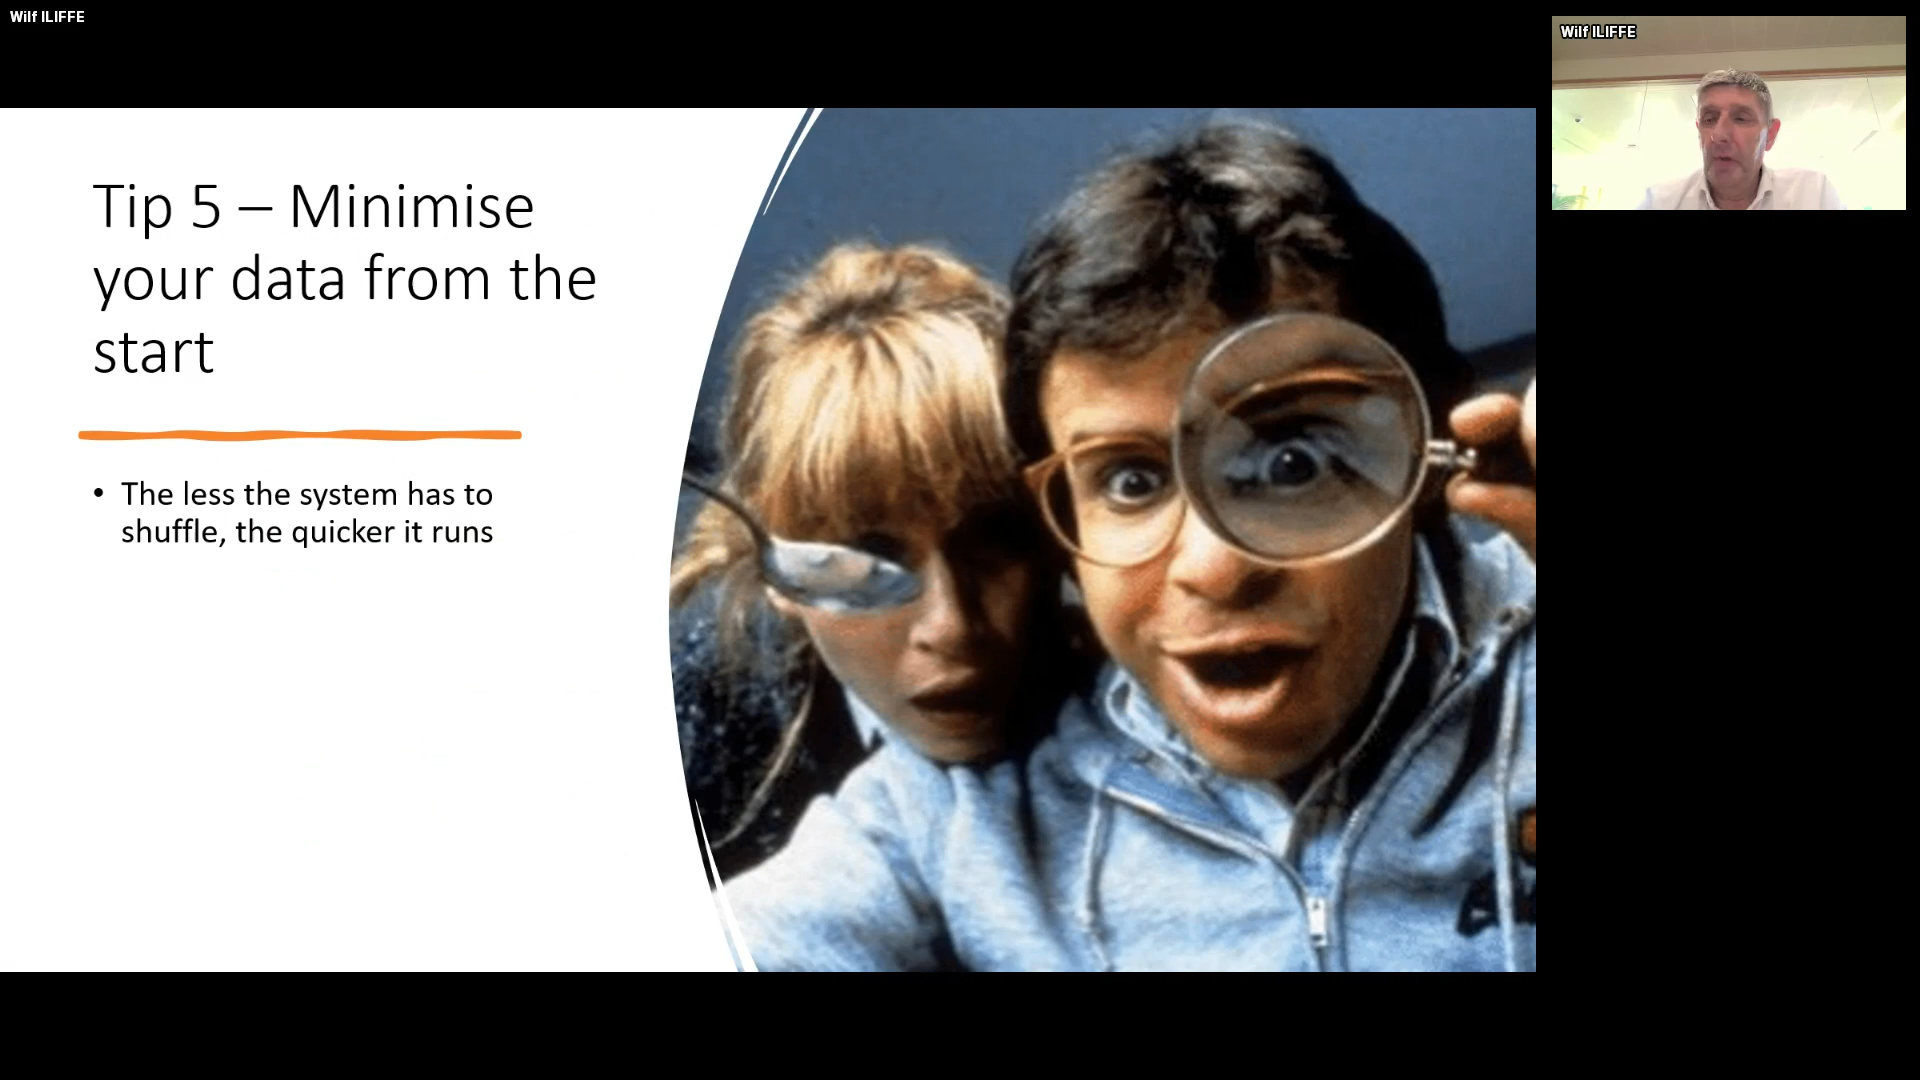 Wilf ILIFFE
Wilf ILIFFE
Tip 5 – Minimise
your data from the
start
• The less the system has to
shuffle, the quicker it runs